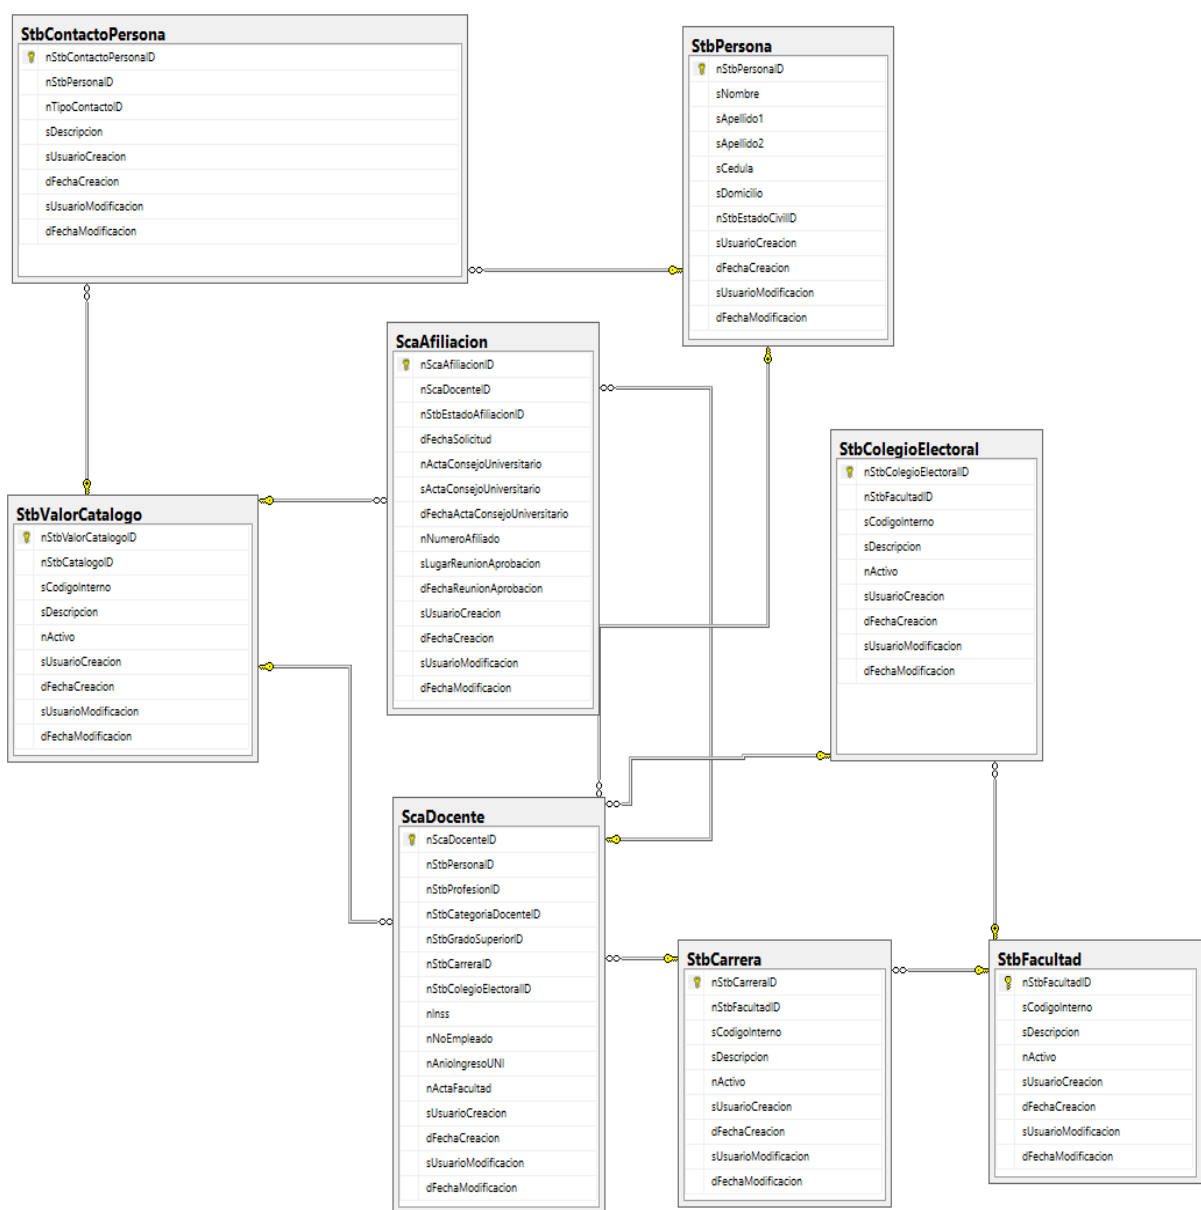 StbContactoPersona
nStbContactoPersonaID
nStbPersonaID
nTipoContactoID
sDescripcion
sUsuarioCreacion
dFechaCreacion
sUsuarioModificacion
dFechaModificacion
StbPersona
nStbPersonaID
sNombre
sApellido1
sApellido2
sCedula
sDomicilio
nStbEstadoCivilID
sUsuarioCreacion
dFechaCreacion
sUsuarioModificacion
dFechaModificacion
ScaAfiliacion
nScaAfiliacionID
nScaDocenteID
nStbEstadoAfiliacionID
dFechaSolicitud
nActaConsejoUniversitario
sActaConsejoUniversitario
dFechaActaConsejoUniversitario
nNumeroAfiliado
sLugarReunionAprobacion
dFechaReunionAprobacion
sUsuarioCreacion
dFechaCreacion
sUsuarioModificacion
dFechaModificacion
StbColegioElectoral
nStbColegioElectoralID
nStbFacultadID
sCodigoInterno
sDescripcion
nActivo
sUsuarioCreacion
dFechaCreacion
sUsuarioModificacion
dFechaModificacion
StbValorCatalogo
nStbValorCatalogoID
nStbCatalogoID
sCodigoInterno
sDescripcion
nActivo
sUsuarioCreacion
dFechaCreacion
sUsuarioModificacion
dFechaModificacion
ScaDocente
nScaDocenteID
nStbPersonaID
nStbProfesionID
nStbCategoriaDocenteID
nStbGradoSuperiorID
nStbCarreraID
nStbColegioElectoralID
nInss
nNoEmpleado
nAnioIngresoUNI
nActaFacultad
sUsuarioCreacion
dFechaCreacion
sUsuarioModificacion
dFechaModificacion
StbCarrera
nStbCarreraID
nStbFacultadID
sCodigoInterno
sDescripcion
nActivo
sUsuarioCreacion
dFechaCreacion
sUsuarioModificacion
dFechaModificacion
StbFacultad
nStbFacultadID
sCodigoInterno
sDescripcion
nActivo
sUsuarioCreacion
dFechaCreacion
sUsuarioModificacion
dFechaModificacion